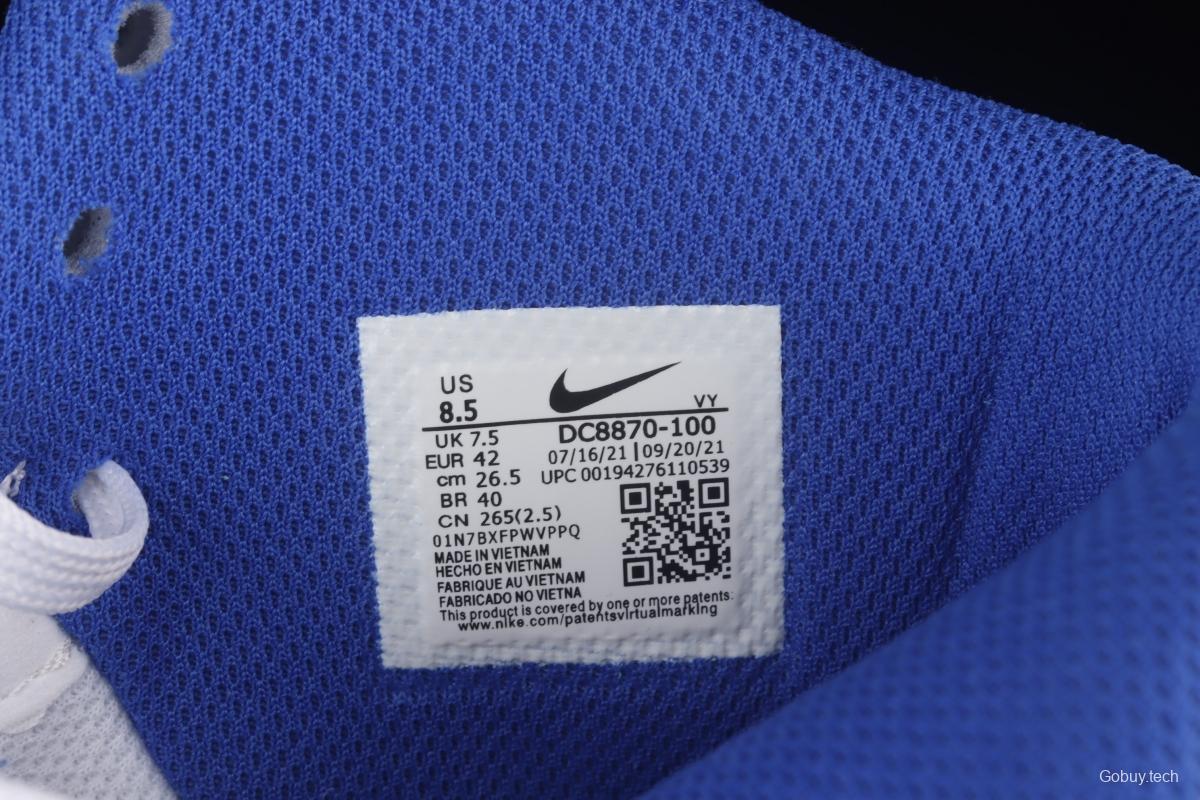 US
8.5
VY
UK 7.5
DC8870-100
EUR 42
07/16/21 | 09/20/21
cm 26.5
UPC 00194276110539
BR 40
CN 265(2.5)
01N7BXFPWVPPQ
MADE IN VIETNAM
HECHO EN VIETNAM
FABRIQUE AU VIETNAM
FABRICADO NO VIETNA
This product is covered by one or more patents:
www.nike.com/patentsvirtualmarking
Gobuy.tech